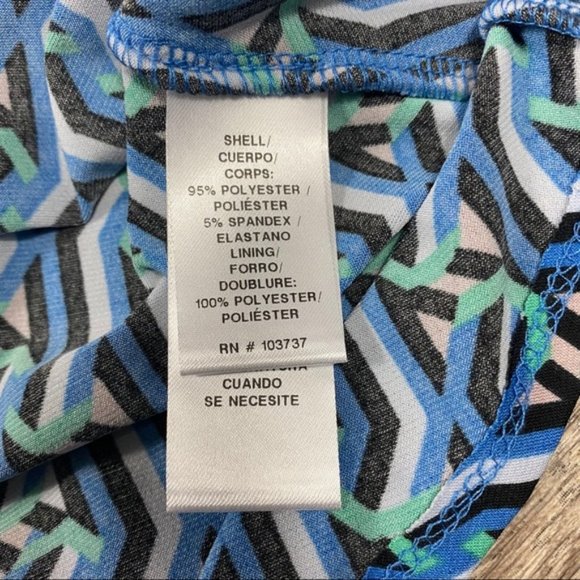 SHELL/
CUERPO/
CORPS:
95% POLYESTER /
POLIÉSTER
5% SPANDEX /
ELASTANO
LINING/
FORRO/
DOUBLURE:
100% POLYESTER/
POLIÉSTER
RN # 103737
CUANDO
SE NECESITE